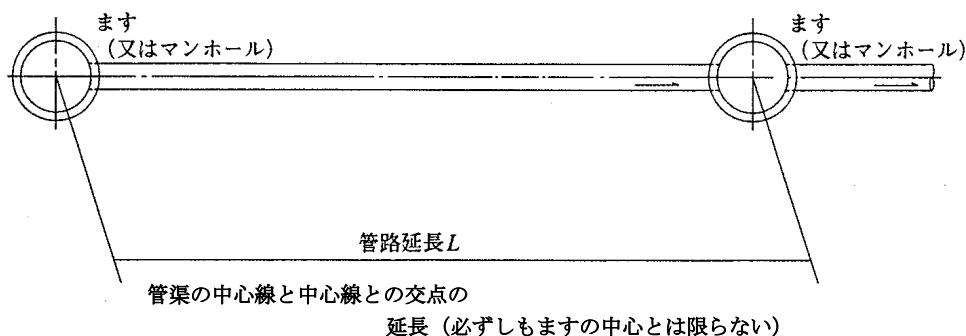 ます
(又はマンホール)
ます
(又はマンホール)
管路延長L
管渠の中心線と中心線との交点の
延長(必ずしもますの中心とは限らない)